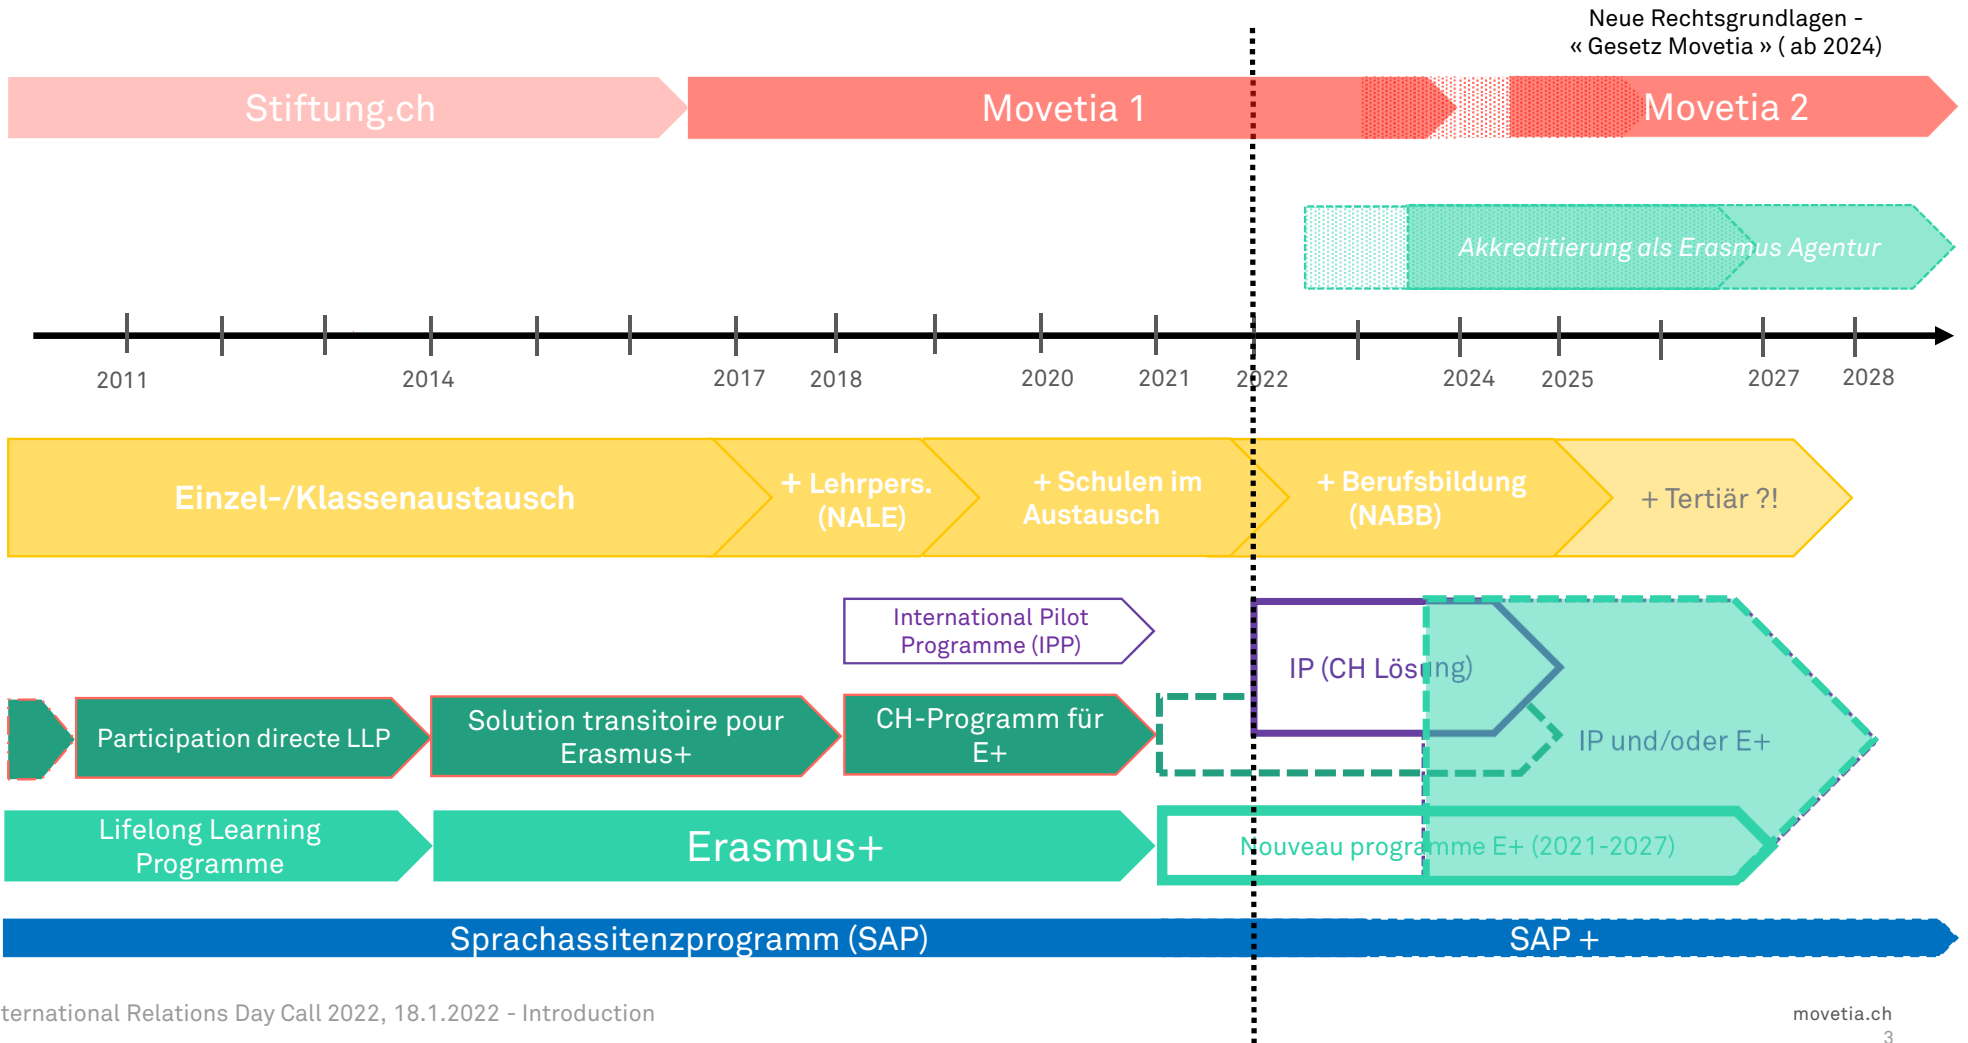 Neue Rechtsgrundlagen -
« Gesetz Movetia » ( ab 2024)
Stiftung.ch
Movetia 1
Movetia 2
Akkreditierung als Erasmus Agentur
2011
2014
2017
2018
2020
2021
2022
2024
2025
2027
2028
Einzel-/Klassenaustausch
+ Lehrpers.
(NALE)
+ Schulen im
Austausch
+ Berufsbildung
(NABB)
+ Tertiär ?!
International Pilot
Programme (IPP)
IP (CH Lösung)
Participation directe LLP
Solution transitoire pour
Erasmus+
CH-Programm für
E+
IP und/oder E+
Lifelong Learning
Programme
Erasmus+
Nouveau programme E+ (2021-2027)
Sprachassitenzprogramm (SAP)
SAP +
ternational Relations Day Call 2022, 18.1.2022 - Introduction
movetia.ch
3